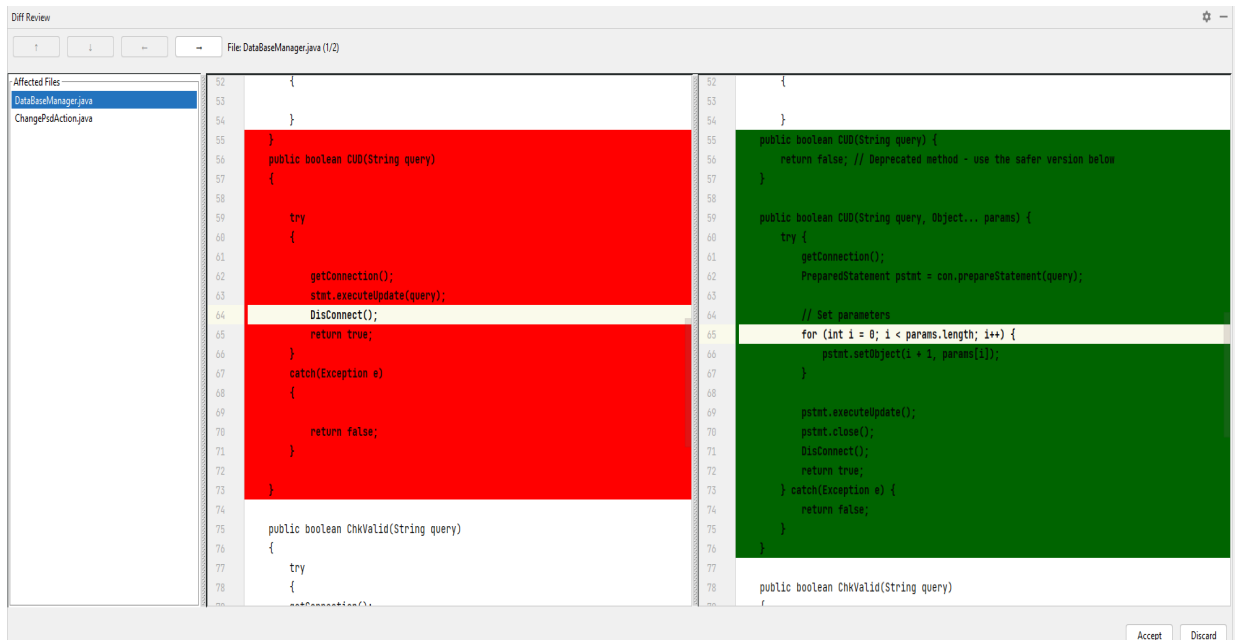 Diff Review
↑ ↓ ← → File: DataBaseManager.java (1/2)
Affected Files
DataBaseManager.java
ChangePsdAction.java
52 {
53
54 }
55 }
56 public boolean CUD(String query)
57 {
58
59 try
60 {
61
62 getConnection();
63 stmt.executeUpdate(query);
64 DisConnect();
65 return true;
66 }
67 catch(Exception e)
68 {
69
70 return false;
71 }
72
73 }
74
75 public boolean ChkValid(String query)
76 {
77 try
78 {
79 getConnection();
52 {
53
54 }
55 public boolean CUD(String query) {
56 return false; // Deprecated method - use the safer version below
57 }
58
59 public boolean CUD(String query, Object... params) {
60 try {
61 getConnection();
62 PreparedStatement pstmt = con.prepareStatement(query);
63
64 // Set parameters
65 for (int i = 0; i < params.length; i++) {
66 pstmt.setObject(i + 1, params[i]);
67 }
68
69 pstmt.executeUpdate();
70 pstmt.close();
71 DisConnect();
72 return true;
73 } catch(Exception e) {
74 return false;
75 }
76 }
77
78 public boolean ChkValid(String query)
79 {
Accept Discard